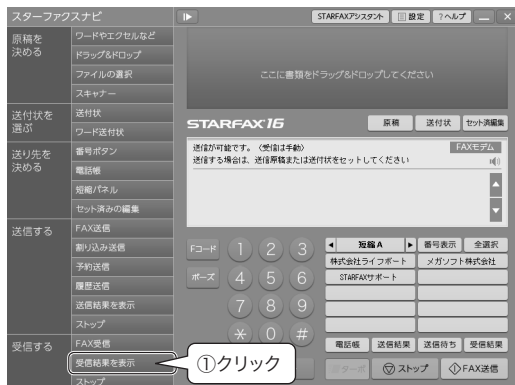 スターファクスナビ
STARFAXアシスタント
設定
?ヘルプ
原稿を
決める
ワードやエクセルなど
ドラッグ&ドロップ
ファイルの選択
スキャナー
ここに書類をドラッグ&ドロップしてください
送付状を
選ぶ
送付状
ワード送付状
STARFAX'16
原稿
送付状
セット済編集
送り先を
決める
番号ボタン
電話帳
短縮パネル
セット済みの編集
送信が可能です。〈受信は手動〉
FAXモデム
送信する場合は、送信原稿または送付状をセットしてください
送信する
FAX送信
割り込み送信
予約送信
履歴送信
送信結果を表示
ストップ
Fコード
1 2 3
ポーズ
4 5 6
7 8 9
* 0 #
短縮 A
番号表示
全選択
株式会社ライフボート
メガソフト株式会社
STARFAXサポート
電話帳
送信結果
送信待ち
受信結果
受信する
FAX受信
受信結果を表示
ストップ
①クリック
ターボ
ストップ
FAX送信